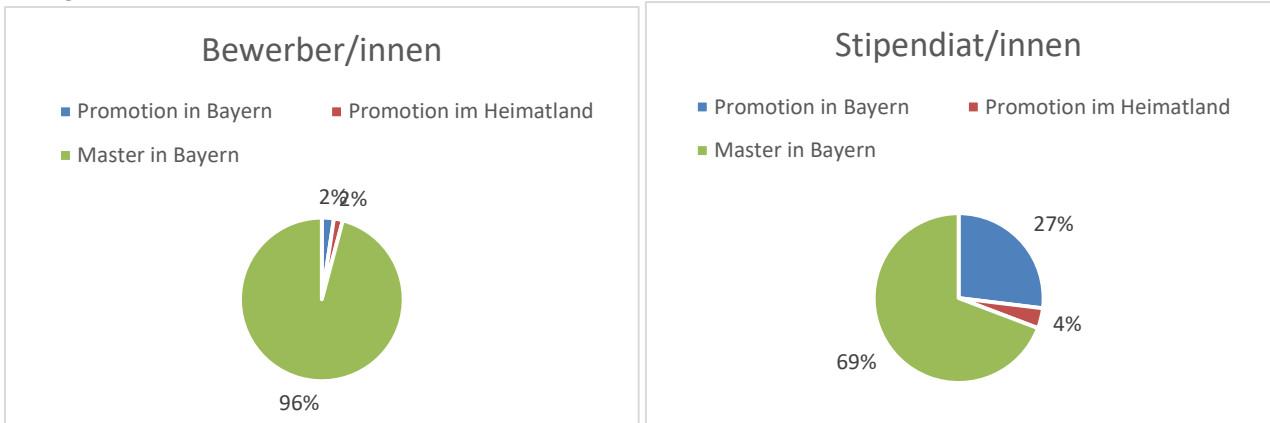 Bewerber/innen
Promotion in Bayern
Promotion im Heimatland
Master in Bayern
2%
2%
96%
Stipendiat/innen
Promotion in Bayern
Promotion im Heimatland
Master in Bayern
27%
4%
69%